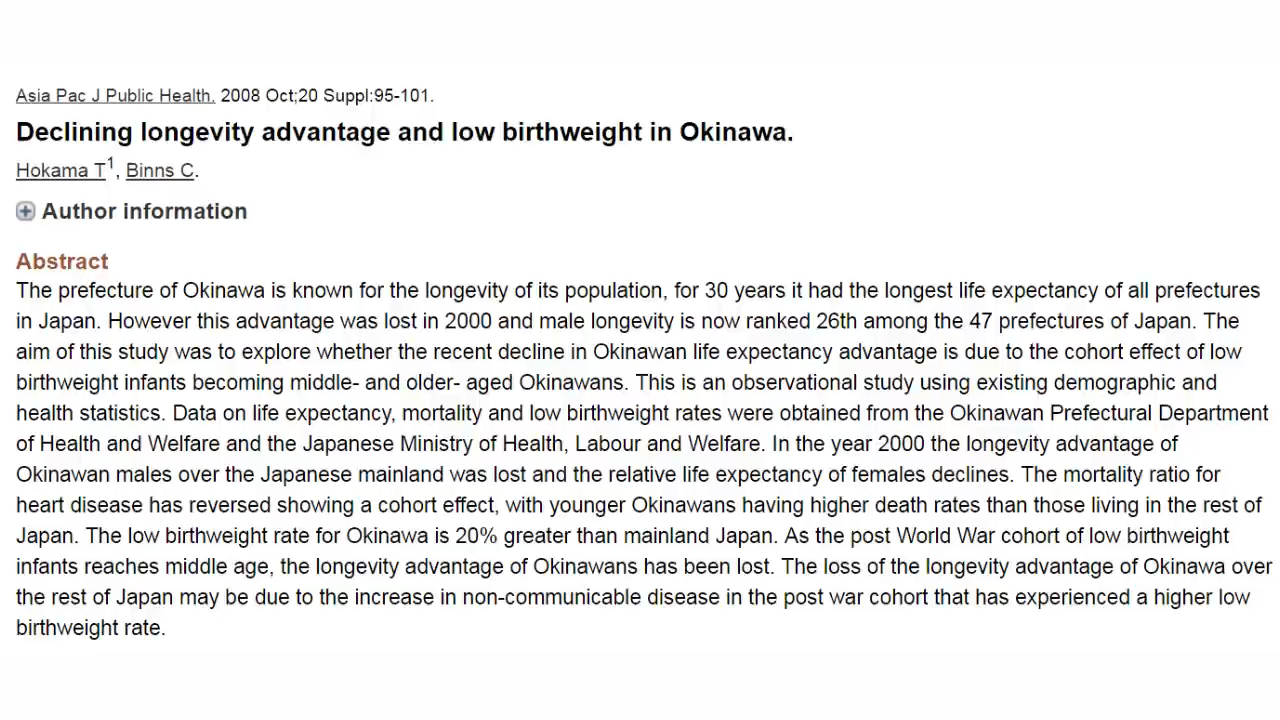 Asia Pac J Public Health. 2008 Oct;20 Suppl:95-101.
Declining longevity advantage and low birthweight in Okinawa.
Hokama T1, Binns C.
Author information
Abstract
The prefecture of Okinawa is known for the longevity of its population, for 30 years it had the longest life expectancy of all prefectures
in Japan. However this advantage was lost in 2000 and male longevity is now ranked 26th among the 47 prefectures of Japan. The
aim of this study was to explore whether the recent decline in Okinawan life expectancy advantage is due to the cohort effect of low
birthweight infants becoming middle- and older- aged Okinawans. This is an observational study using existing demographic and
health statistics. Data on life expectancy, mortality and low birthweight rates were obtained from the Okinawan Prefectural Department
of Health and Welfare and the Japanese Ministry of Health, Labour and Welfare. In the year 2000 the longevity advantage of
Okinawan males over the Japanese mainland was lost and the relative life expectancy of females declines. The mortality ratio for
heart disease has reversed showing a cohort effect, with younger Okinawans having higher death rates than those living in the rest of
Japan. The low birthweight rate for Okinawa is 20% greater than mainland Japan. As the post World War cohort of low birthweight
infants reaches middle age, the longevity advantage of Okinawans has been lost. The loss of the longevity advantage of Okinawa over
the rest of Japan may be due to the increase in non-communicable disease in the post war cohort that has experienced a higher low
birthweight rate.